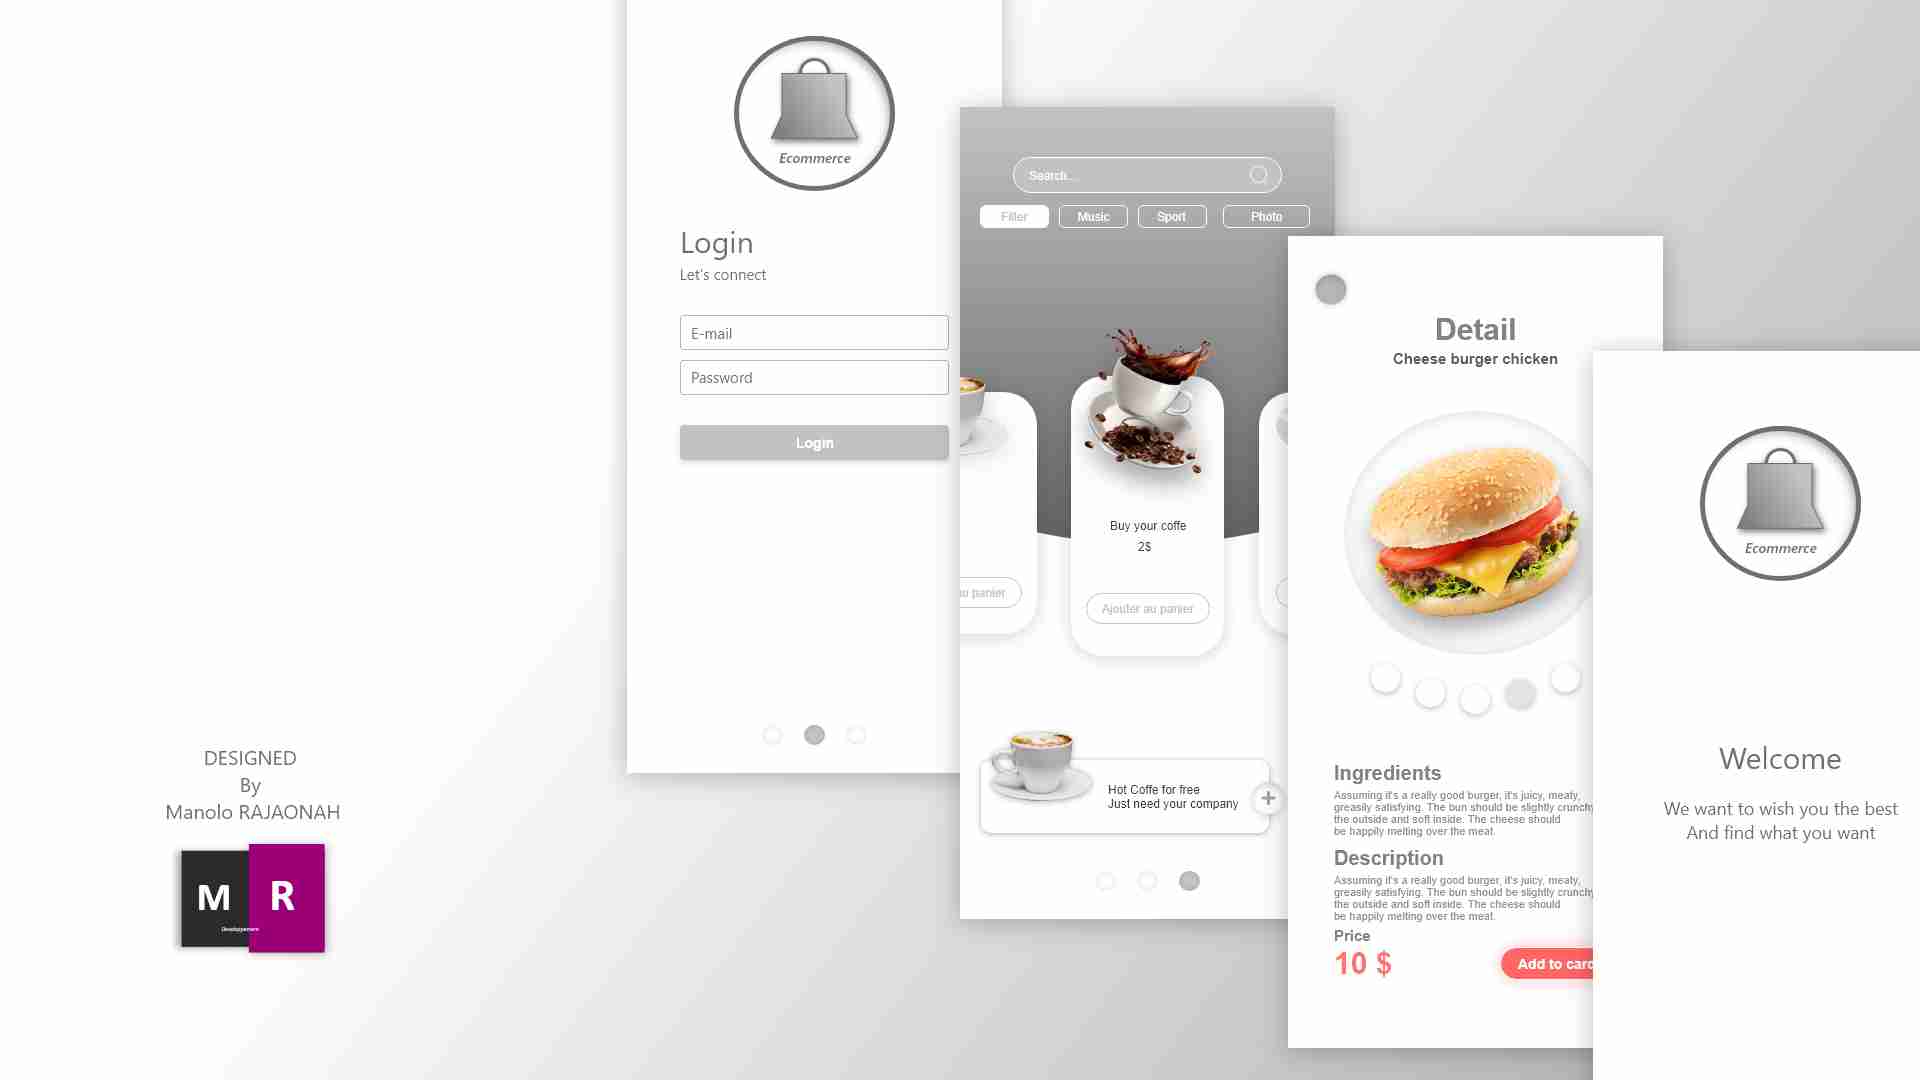 Ecommerce
Login
Let's connect
E-mail
Password
Login
Search...
Filler
Music
Sport
Photo
Buy your coffe
2$
au panier
Ajouter au panier
Hot Coffe for free
Just need your company
+
Detail
Cheese burger chicken
Ingredients
Assuming it's a really good burger, it's juicy, meaty,
greasily satisfying. The bun should be slightly crunchy
the outside and soft inside. The cheese should
be happily melting over the meat.
Description
Assuming it's a really good burger, it's juicy, meaty,
greasily satisfying. The bun should be slightly crunchy
the outside and soft inside. The cheese should
be happily melting over the meat.
Price
10 $
Add to card
Ecommerce
Welcome
We want to wish you the best
And find what you want
DESIGNED
By
Manolo RAJAONAH
M R
Developpement